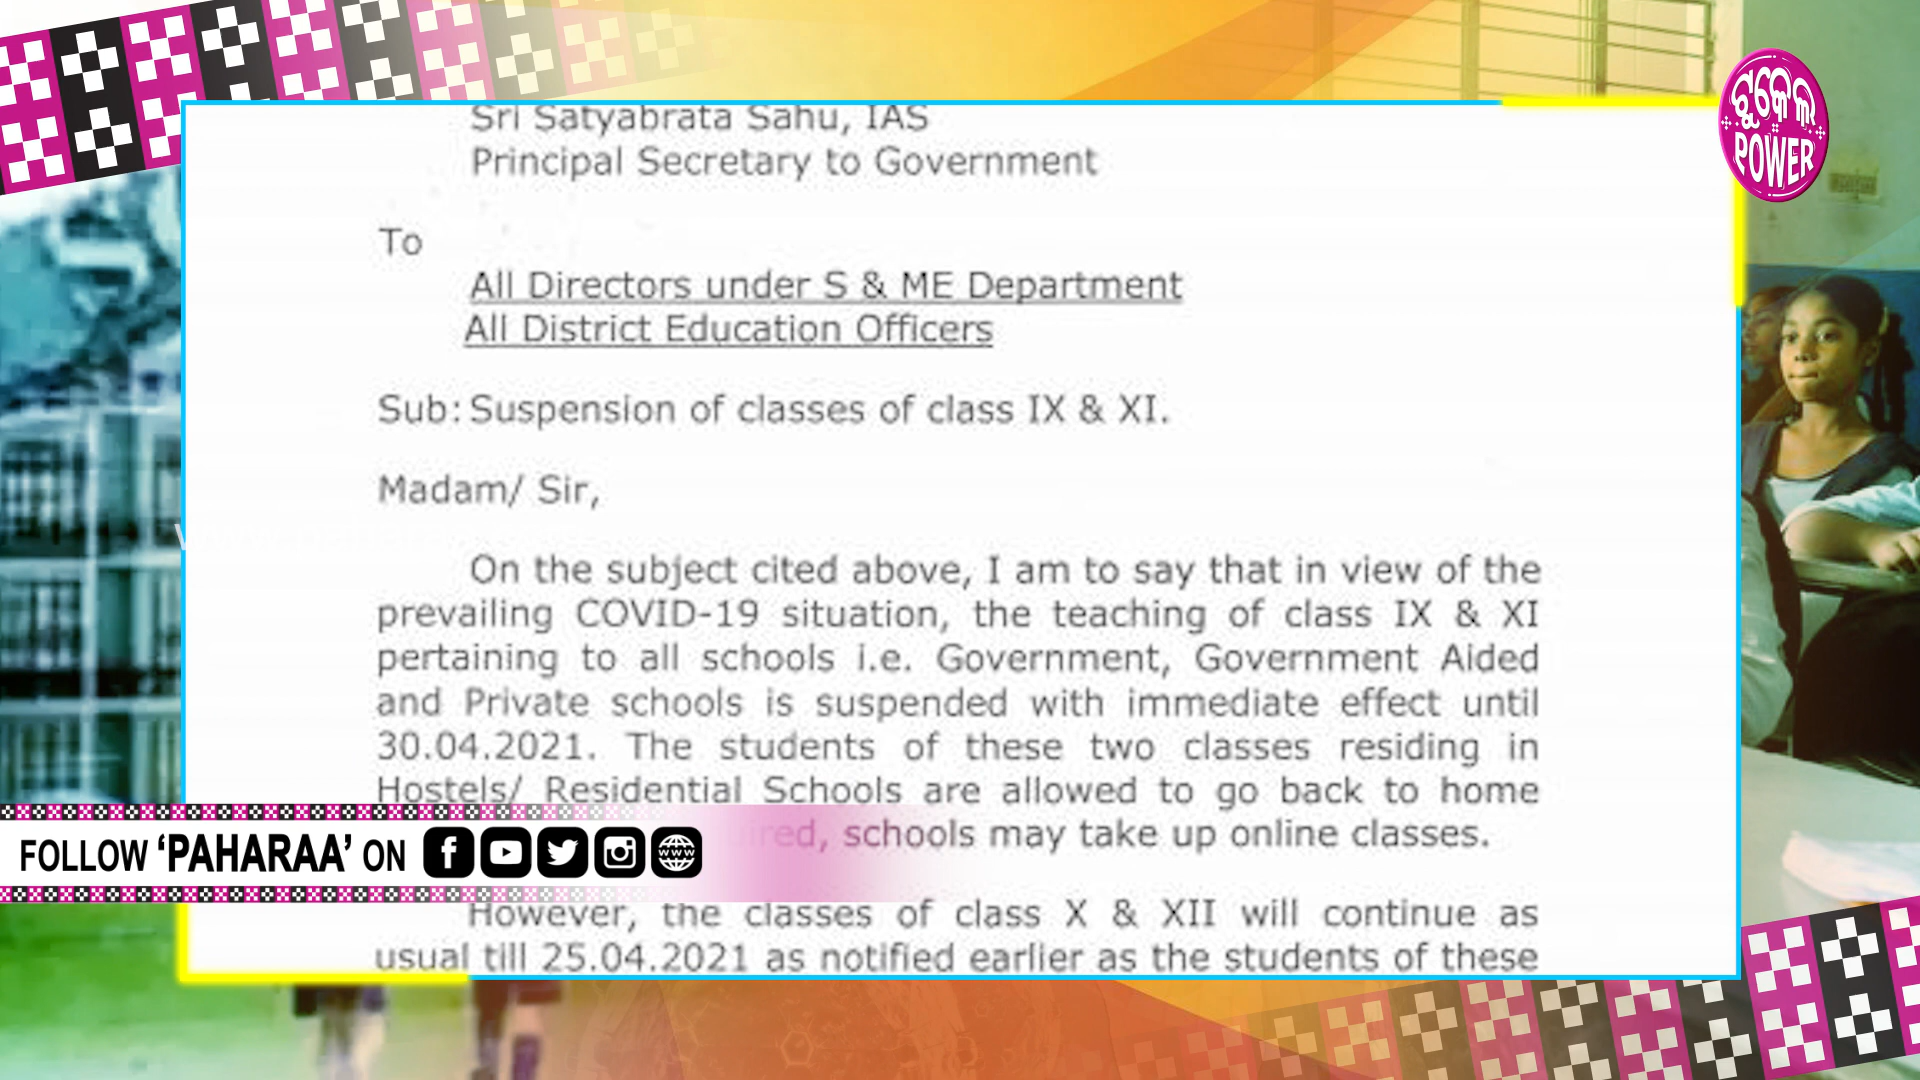 Sri Satyabrata Sahu, IAS
Principal Secretary to Government
To
All Directors under S & ME Department
All District Education Officers
Sub: Suspension of classes of class IX & XI.
Madam/ Sir,
On the subject cited above, I am to say that in view of the
prevailing COVID-19 situation, the teaching of class IX & XI
pertaining to all schools i.e. Government, Government Aided
and Private schools is suspended with immediate effect until
30.04.2021. The students of these two classes residing in
Hostels/ Residential Schools are allowed to go back to home
schools may take up online classes.
However, the classes of class X & XII will continue as
usual till 25.04.2021 as notified earlier as the students of these
FOLLOW ‘PAHARAA’ ON
www
ଟୁକେଲ
POWER